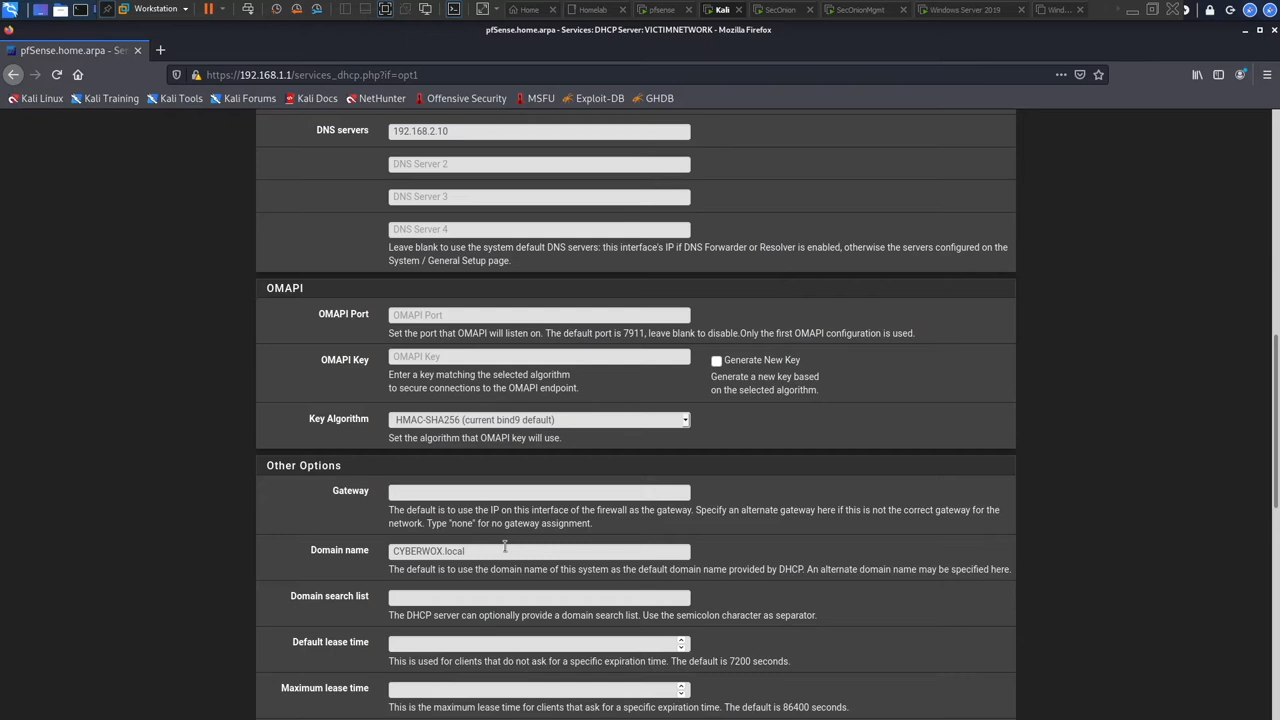 Workstation
Home
Homelab
pfsense
Kali
SecOnion
SecOnionMgmt
Windows Server 2019
Wind...
pfSense.home.arpa - Services: DHCP Server: VICTIMNETWORK - Mozilla Firefox
pfSense.home.arpa - Ser
https://192.168.1.1/services_dhcp.php?if=opt1
Kali Linux
Kali Training
Kali Tools
Kali Forums
Kali Docs
NetHunter
Offensive Security
MSFU
Exploit-DB
GHDB
DNS servers
192.168.2.10
DNS Server 2
DNS Server 3
DNS Server 4
Leave blank to use the system default DNS servers: this interface's IP if DNS Forwarder or Resolver is enabled, otherwise the servers configured on the
System / General Setup page.
OMAPI
OMAPI Port
OMAPI Port
Set the port that OMAPI will listen on. The default port is 7911, leave blank to disable.Only the first OMAPI configuration is used.
OMAPI Key
OMAPI Key
Enter a key matching the selected algorithm
to secure connections to the OMAPI endpoint.
Generate New Key
Generate a new key based
on the selected algorithm.
Key Algorithm
HMAC-SHA256 (current bind9 default)
Set the algorithm that OMAPI key will use.
Other Options
Gateway
The default is to use the IP on this interface of the firewall as the gateway. Specify an alternate gateway here if this is not the correct gateway for the
network. Type "none" for no gateway assignment.
Domain name
CYBERWOX.local
The default is to use the domain name of this system as the default domain name provided by DHCP. An alternate domain name may be specified here.
Domain search list
The DHCP server can optionally provide a domain search list. Use the semicolon character as separator.
Default lease time
This is used for clients that do not ask for a specific expiration time. The default is 7200 seconds.
Maximum lease time
This is the maximum lease time for clients that ask for a specific expiration time. The default is 86400 seconds.